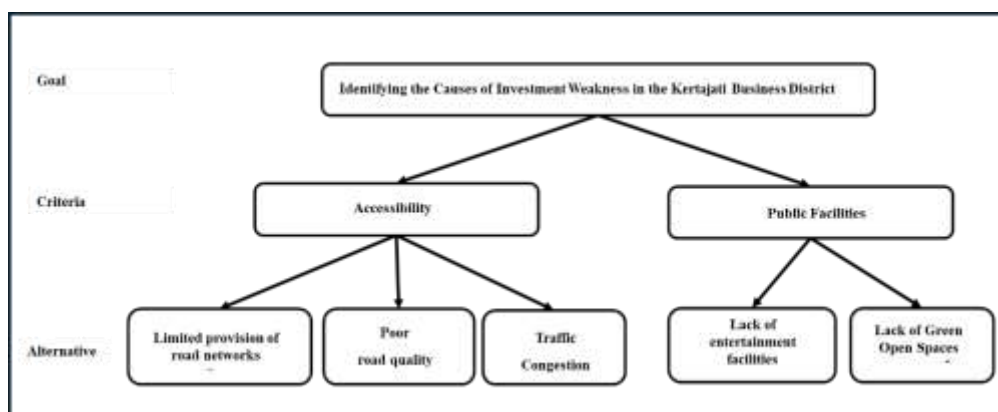 Goal
Identifying the Causes of Investment Weakness in the Kertajati Business District
Criteria
Accessibility
Public Facilities
Alternative
Limited provision of
road networks
Poor
road quality
Traffic
Congestion
Lack of
entertainment
facilities
Lack of Green
Open Spaces